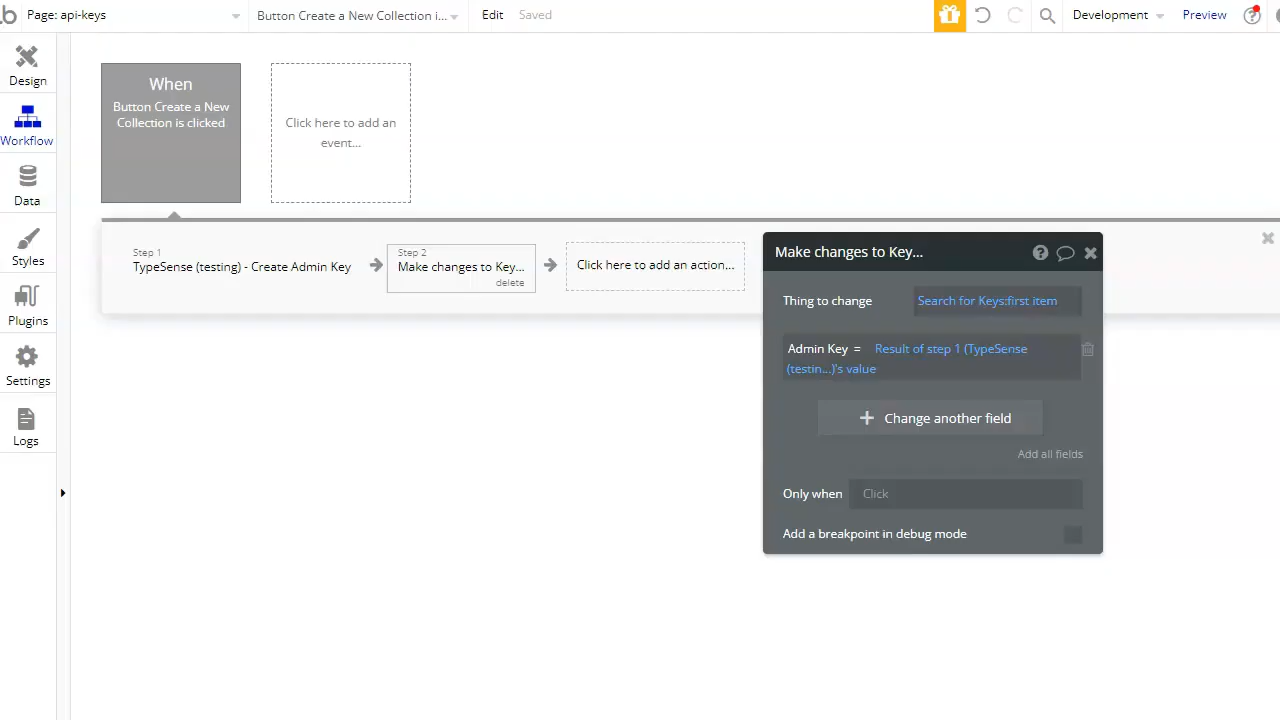 b
Page: api-keys
Button Create a New Collection i...
Edit
Saved
Development
Preview
Design
Workflow
Data
Styles
Plugins
Settings
Logs
When
Button Create a New
Collection is clicked
Click here to add an
event...
Step 1
TypeSense (testing) - Create Admin Key
Step 2
Make changes to Key...
delete
Click here to add an action...
Make changes to Key...
Thing to change
Search for Keys:first item
Admin Key = Result of step 1 (TypeSense
(testin...)'s value
Change another field
Add all fields
Only when
Click
Add a breakpoint in debug mode